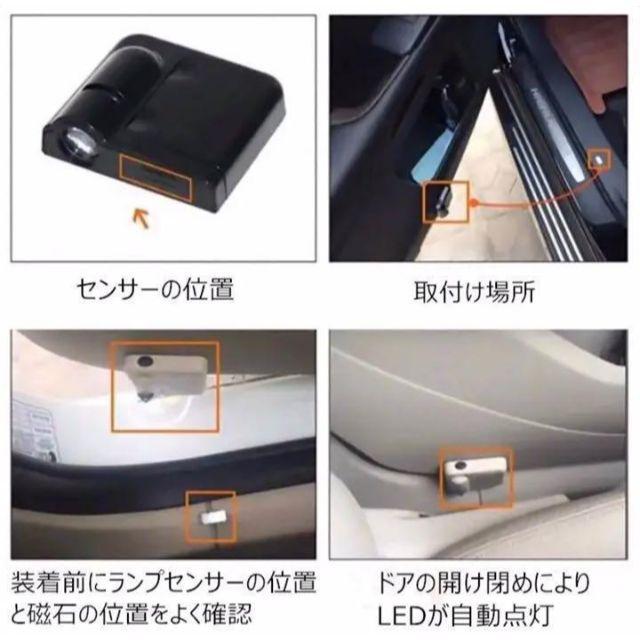 センサーの位置
取付け場所
装着前にランプセンサーの位置
と磁石の位置をよく確認
ドアの開け閉めにより
LEDが自動点灯